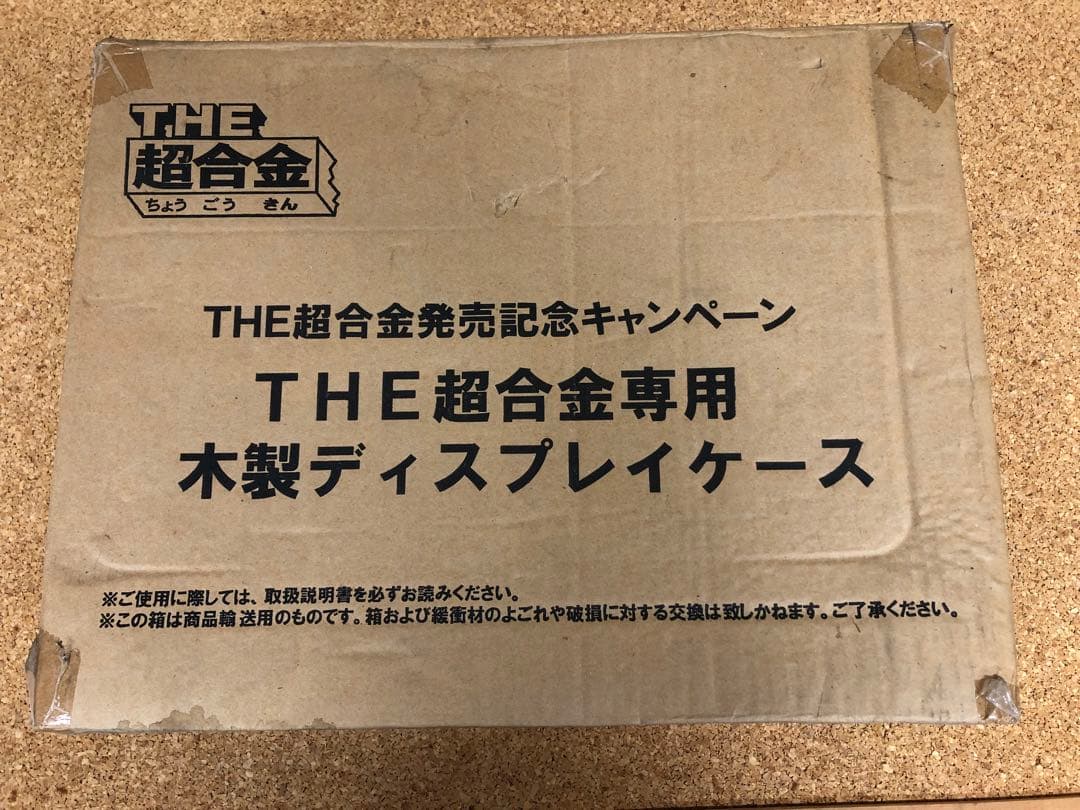 THE
超合金
ちょう ごう きん
THE超合金発売記念キャンペーン
THE超合金専用
木製ディスプレイケース
※ご使用に際しては、取扱説明書を必ずお読みください。
※この箱は商品輸送用のものです。箱および緩衝材のよごれや破損に対する交換は致しかねます。ご了承ください。